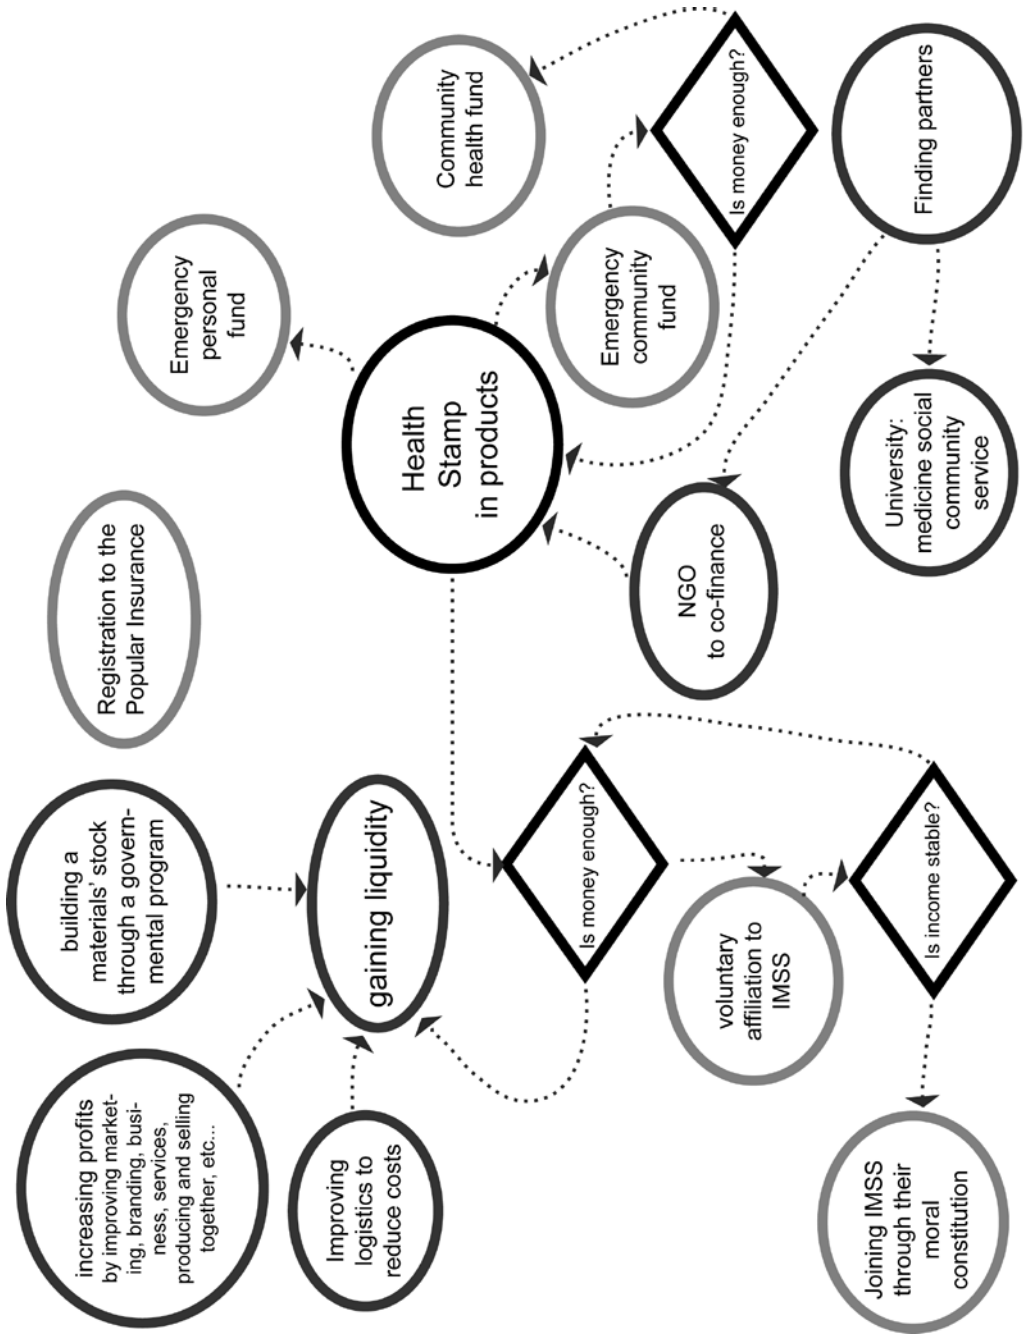 increasing profits
by improving market-
ing, branding, busi-
ness, services,
producing and selling
together, etc...
building a
materials' stock
through a govern-
mental program
Registration to the
Popular Insurance
Emergency
personal
fund
Improving
logistics to
reduce costs
gaining liquidity
Health
Stamp
in products
Community
health fund
Is money enough?
Emergency
community
fund
Is money enough?
NGO
to co-finance
voluntary
affiliation to
IMSS
Joining IMSS
through their
moral
constitution
Is income stable?
University:
medicine social
community
service
Finding partners